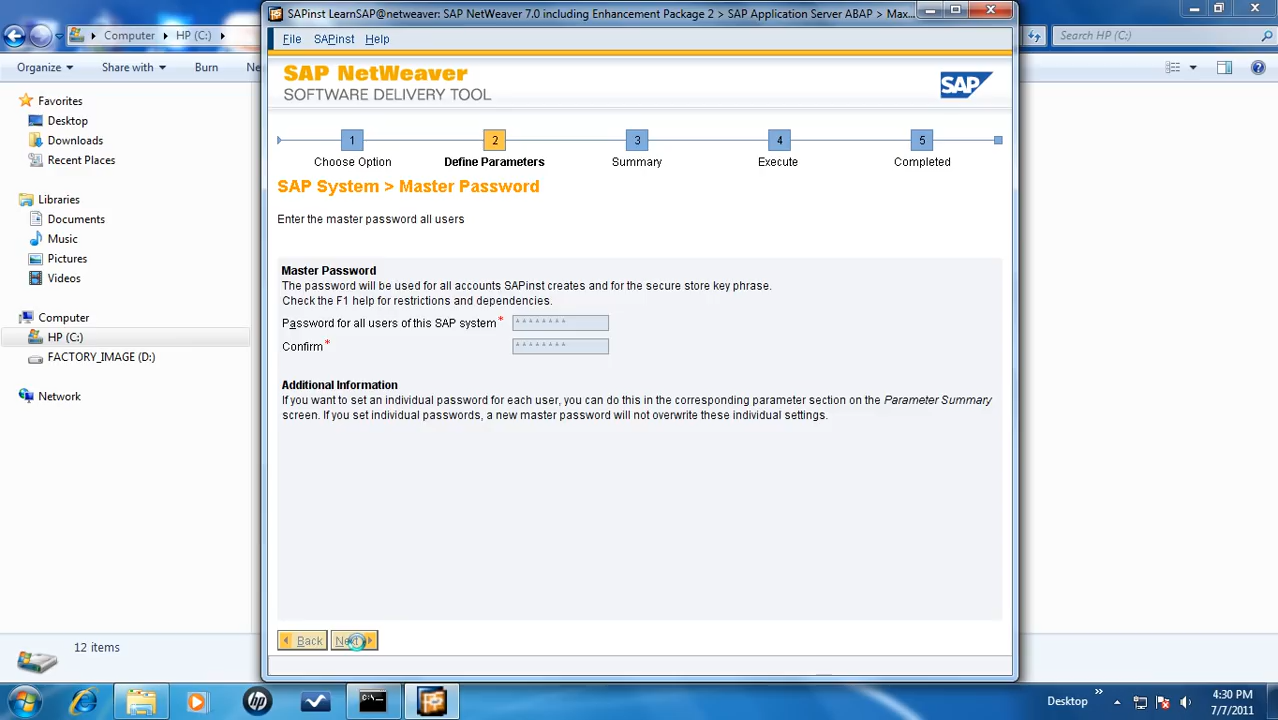 SAPinst LearnSAP@netweaver: SAP NetWeaver 7.0 including Enhancement Package 2 > SAP Application Server ABAP > Max...
Computer HP (C:)
Search HP (C:)
File SAPinst Help
Organize Share with Burn Ne
SAP NetWeaver
SOFTWARE DELIVERY TOOL
SAP
Favorites
Desktop
Downloads
Recent Places
1 2 3 4 5
Choose Option Define Parameters Summary Execute Completed
SAP System > Master Password
Libraries
Documents
Music
Pictures
Videos
Enter the master password all users
Master Password
The password will be used for all accounts SAPinst creates and for the secure store key phrase.
Check the F1 help for restrictions and dependencies.
Password for all users of this SAP system* ********
Confirm* ********
Computer
HP (C:)
FACTORY_IMAGE (D:)
Network
Additional Information
If you want to set an individual password for each user, you can do this in the corresponding parameter section on the Parameter Summary
screen. If you set individual passwords, a new master password will not overwrite these individual settings.
Back Next
12 items
C:\
hp
Desktop
4:30 PM
7/7/2011